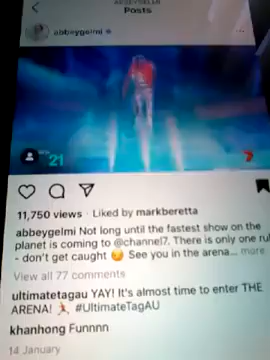 Posts
abbeygelmi
21
7
11,750 views · Liked by markberetta
abbeygelmi Not long until the fastest show on the
planet is coming to @channel7. There is only one rul
- don't get caught 😏 See you in the arena... more
View all 77 comments
ultimatetagau YAY! It's almost time to enter THE
ARENA! 🏃 #UltimateTagAU
khanhong Funnnn
14 January